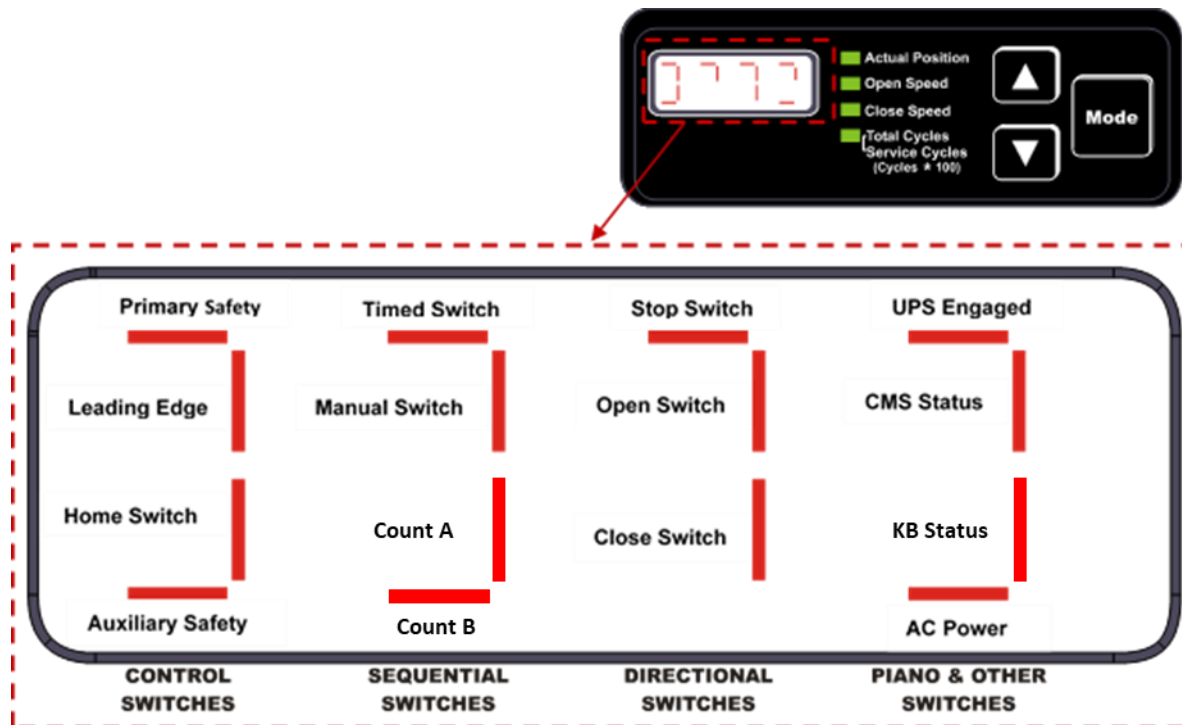 Actual Position
Open Speed
Close Speed
Total Cycles
Service Cycles
(Cycles * 100)
▲
▼
Mode
Primary Safety
Timed Switch
Stop Switch
UPS Engaged
Leading Edge
Manual Switch
Open Switch
CMS Status
Home Switch
Count A
Close Switch
KB Status
Auxiliary Safety
Count B
AC Power
CONTROL
SWITCHES
SEQUENTIAL
SWITCHES
DIRECTIONAL
SWITCHES
PIANO & OTHER
SWITCHES